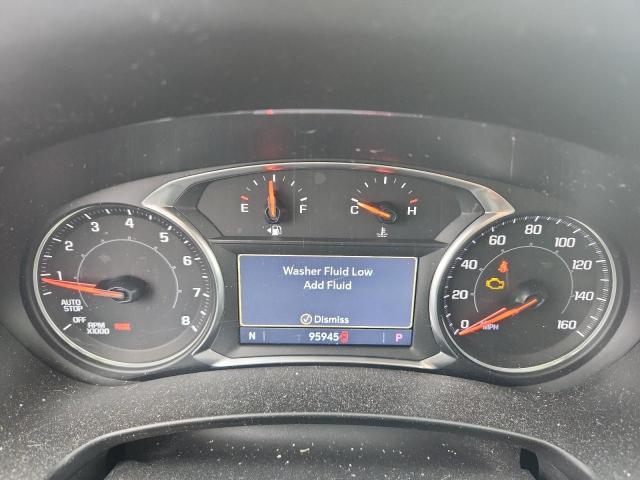 E F
C H
1 2 3 4 5 6 7 8
AUTO
STOP
OFF
RPM
X1000
Washer Fluid Low
Add Fluid
Dismiss
N 95945 P
0 20 40 60 80 100 120 140 160
0
MPH